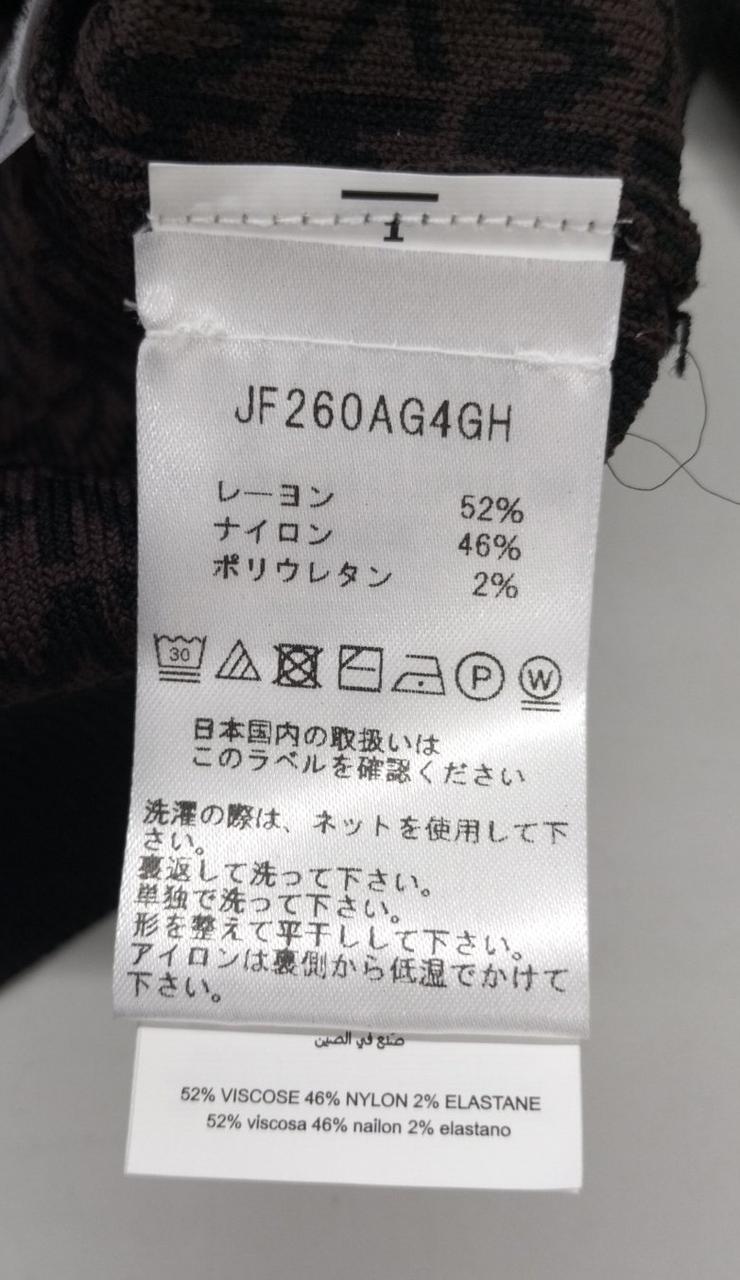 1
JF260AG4GH
レーヨン 52%
ナイロン 46%
ポリウレタン 2%
30 P W
日本国内の取扱いは
このラベルを確認ください
洗濯の際は、ネットを使用して下
さい。
裏返して洗って下さい。
単独で洗って下さい。
形を整えて平干しして下さい。
アイロンは裏側から低温でかけて
下さい。
صنع في الصين
52% VISCOSE 46% NYLON 2% ELASTANE
52% viscosa 46% nailon 2% elastano